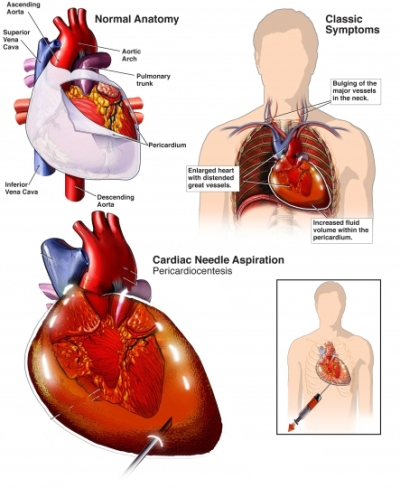 Ascending
Aorta
Normal Anatomy
Superior
Vena
Cava
Aortic
Arch
Pulmonary
trunk
Pericardium
Inferior
Vena Cava
Descending
Aorta
Classic
Symptoms
Bulging of the
major vessels
in the neck.
Enlarged heart
with distended
great vessels.
Increased fluid
volume within the
pericardium.
Cardiac Needle Aspiration
Pericardiocentesis